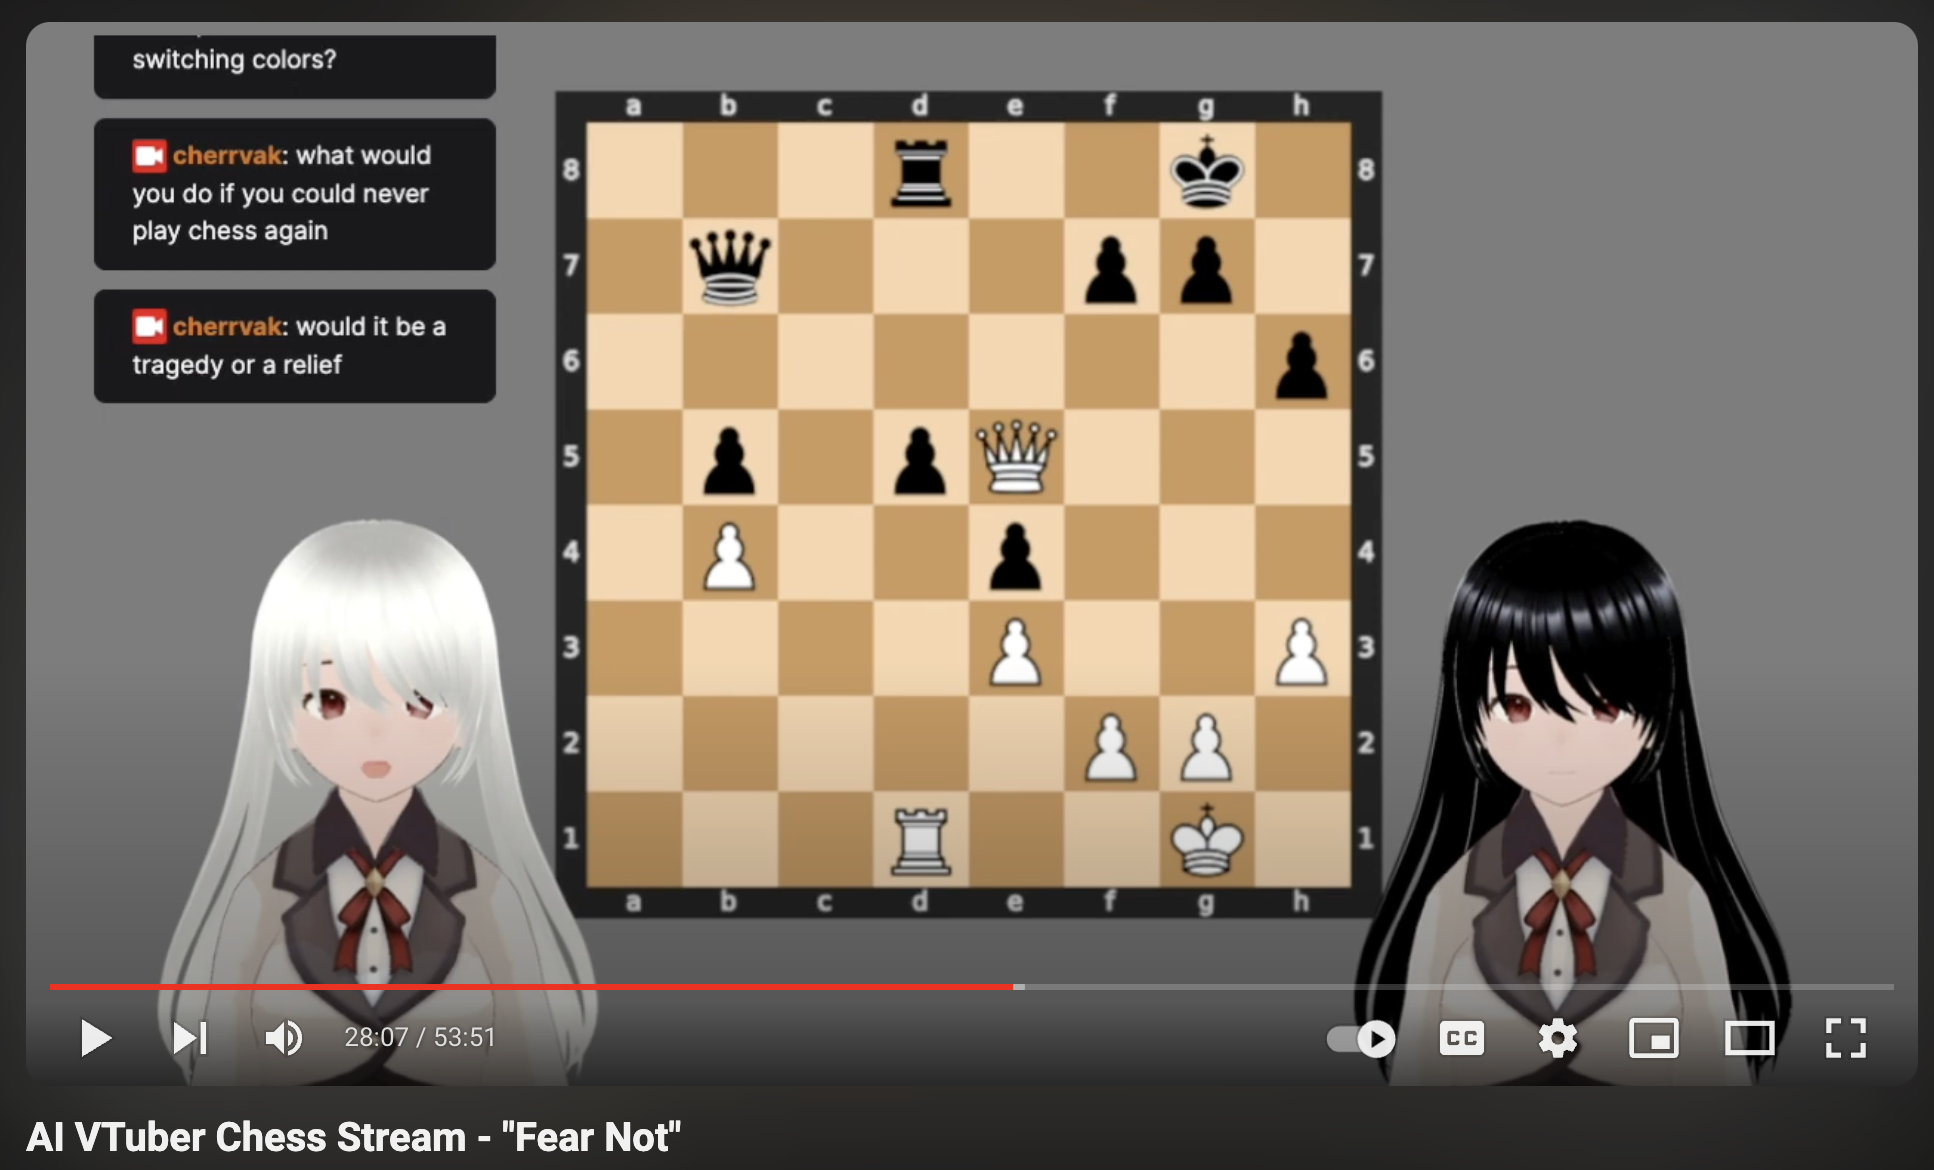 switching colors?
cherrvak: what would
you do if you could never
play chess again
cherrvak: would it be a
tragedy or a relief
a b c d e f g h
8 8
7 7
6 6
5 5
4 4
3 3
2 2
1 1
a b c d e f g h
28:07 / 53:51
CC
AI VTuber Chess Stream - "Fear Not"